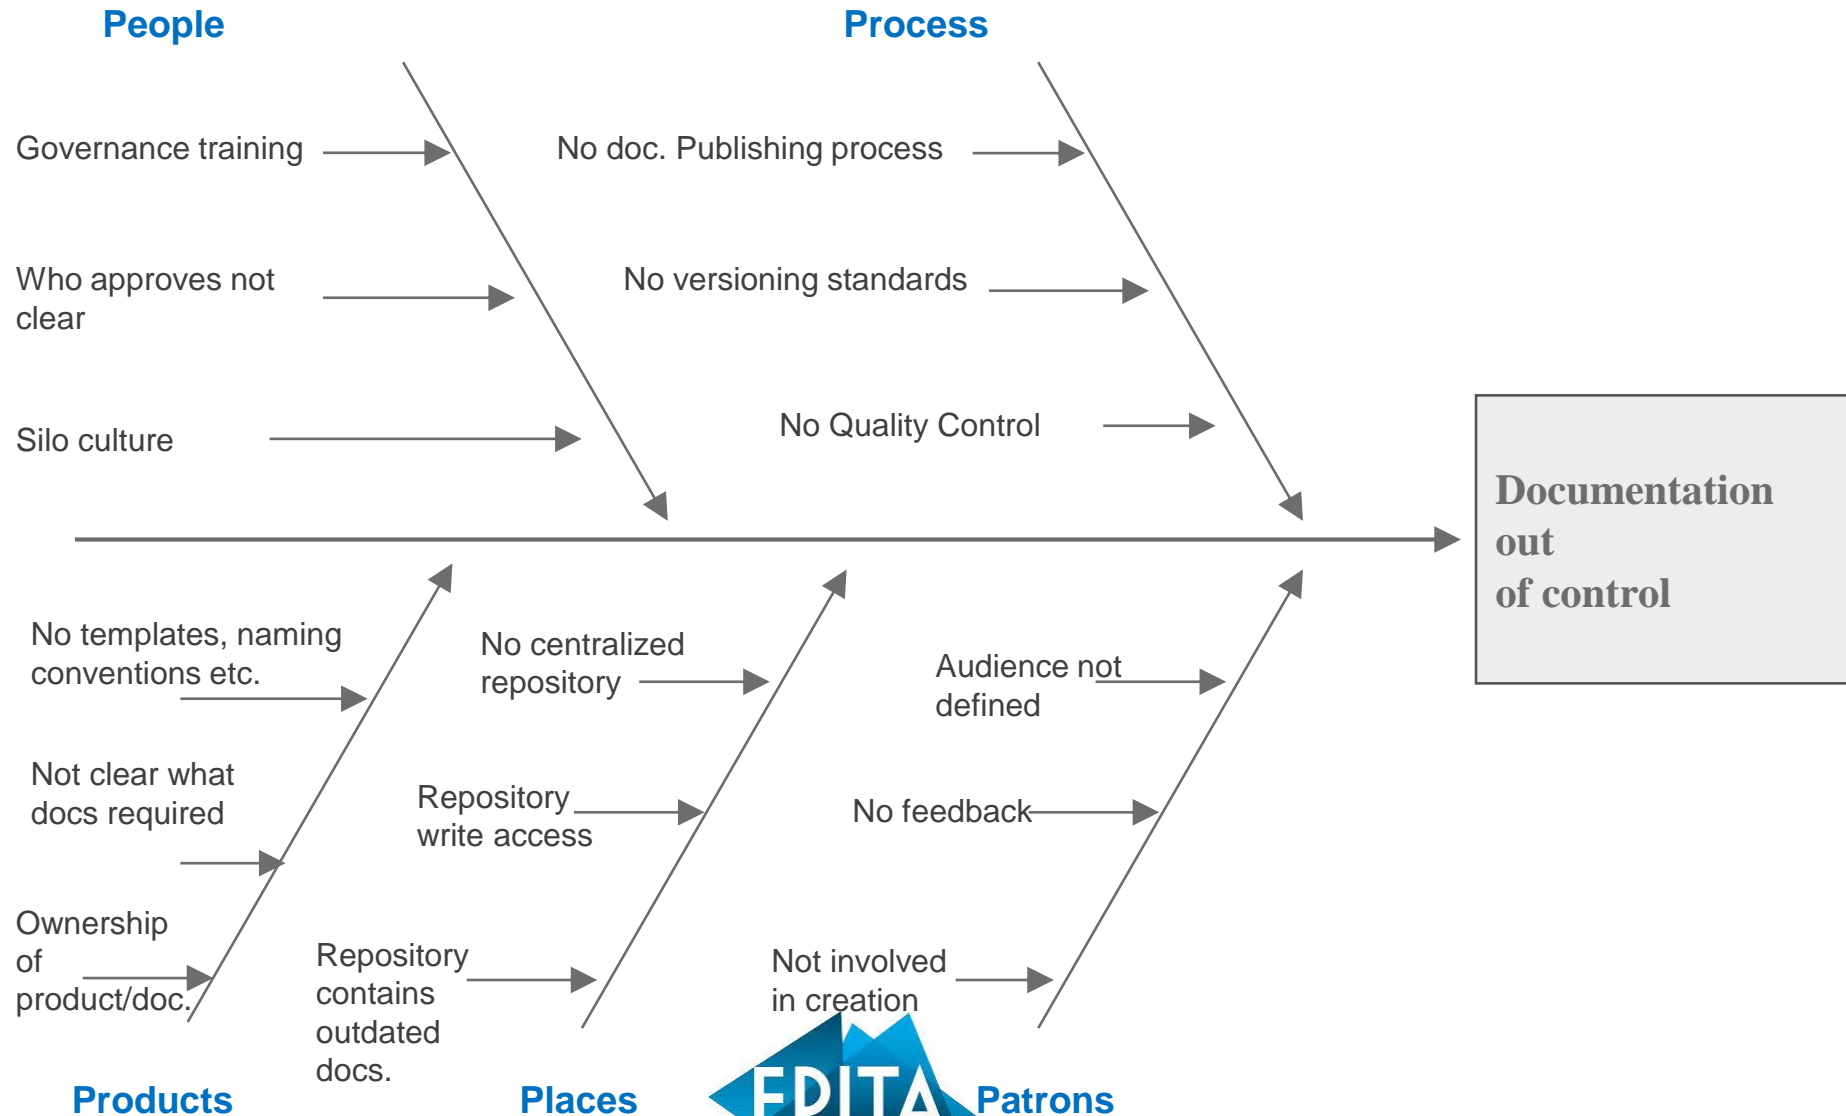 People
Process
Governance training
No doc. Publishing process
Who approves not
clear
No versioning standards
Silo culture
No Quality Control
Documentation
out
of control
No templates, naming
conventions etc.
No centralized
repository
Audience not
defined
Not clear what
docs required
Repository
write access
No feedback
Ownership
of
product/doc.
Repository
contains
outdated
docs.
Not involved
in creation
EDITA
Products
Places
Patrons